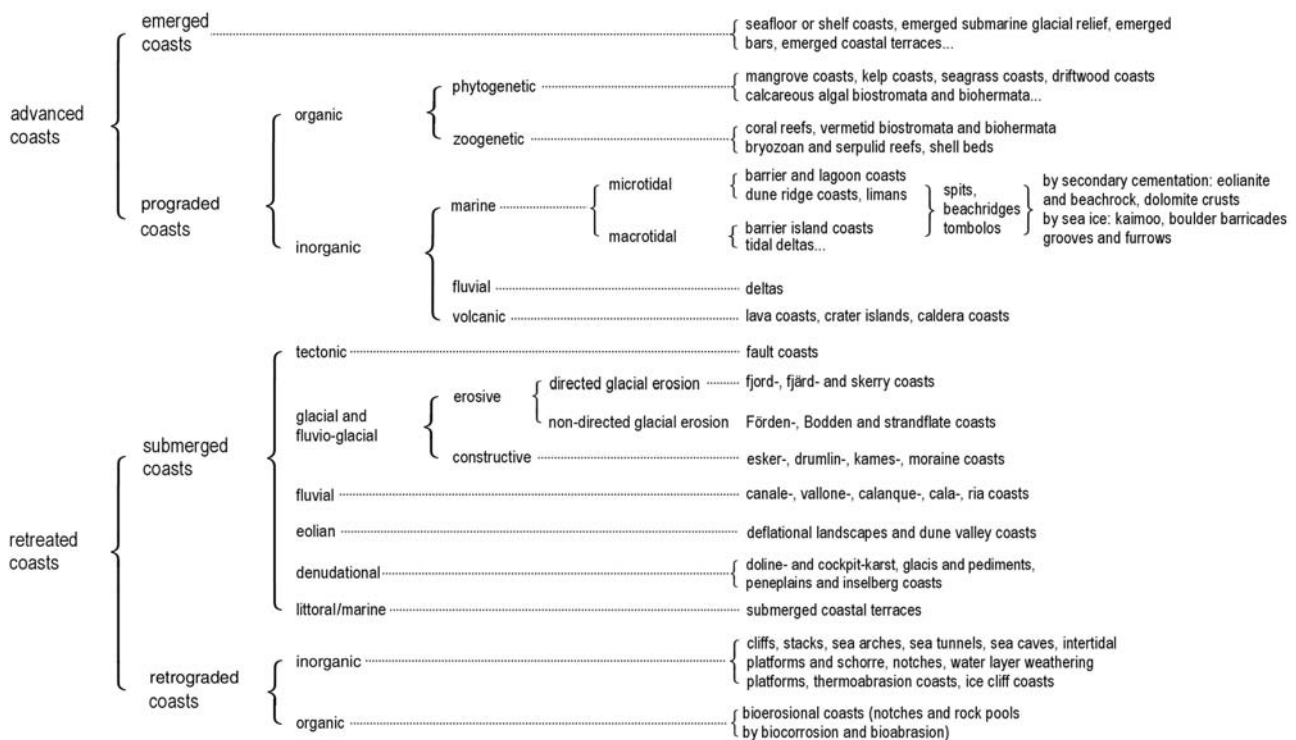 emerged
coasts
seafloor or shelf coasts, emerged submarine glacial relief, emerged
bars, emerged coastal terraces...
advanced
coasts
organic
phytogenetic
mangrove coasts, kelp coasts, seagrass coasts, driftwood coasts
calcareous algal biostromata and biohermata...
zoogenetic
coral reefs, vermetid biostromata and biohermata
bryozoan and serpulid reefs, shell beds
prograded
coasts
inorganic
marine
microtidal
barrier and lagoon coasts
dune ridge coasts, limans
macrotidal
barrier island coasts
tidal deltas...
spits,
beachridges
tombolos
by secondary cementation: eolianite
and beachrock, dolomite crusts
by sea ice: kaimoo, boulder barricades
grooves and furrows
fluvial
deltas
volcanic
lava coasts, crater islands, caldera coasts
retreated
coasts
submerged
coasts
tectonic
fault coasts
glacial and
fluvio-glacial
erosive
directed glacial erosion
fjord-, fjärd- and skerry coasts
non-directed glacial erosion
Förden-, Bodden and strandflate coasts
constructive
esker-, drumlin-, kames-, moraine coasts
fluvial
canale-, vallone-, calanque-, cala-, ria coasts
eolian
deflational landscapes and dune valley coasts
denudational
doline- and cockpit-karst, glacis and pediments,
peneplains and inselberg coasts
littoral/marine
submerged coastal terraces
retrograded
coasts
inorganic
cliffs, stacks, sea arches, sea tunnels, sea caves, intertidal
platforms and schorre, notches, water layer weathering
platforms, thermoabrasion coasts, ice cliff coasts
organic
bioerosional coasts (notches and rock pools
by biocorrosion and bioabrasion)